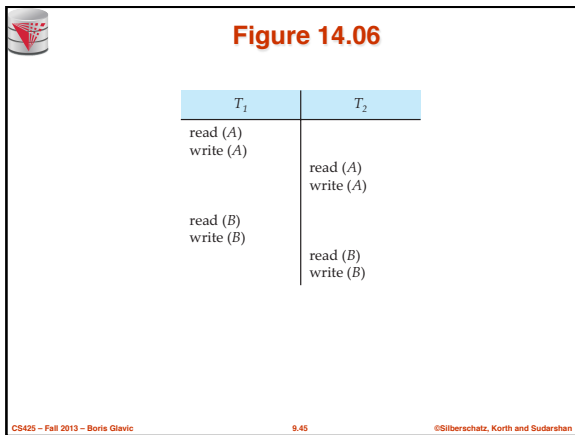 Figure 14.06
T1 T2
read (A)
write (A)
read (A)
write (A)
read (B)
write (B)
read (B)
write (B)
CS425 – Fall 2013 – Boris Glavic 9.45 ©Silberschatz, Korth and Sudarshan